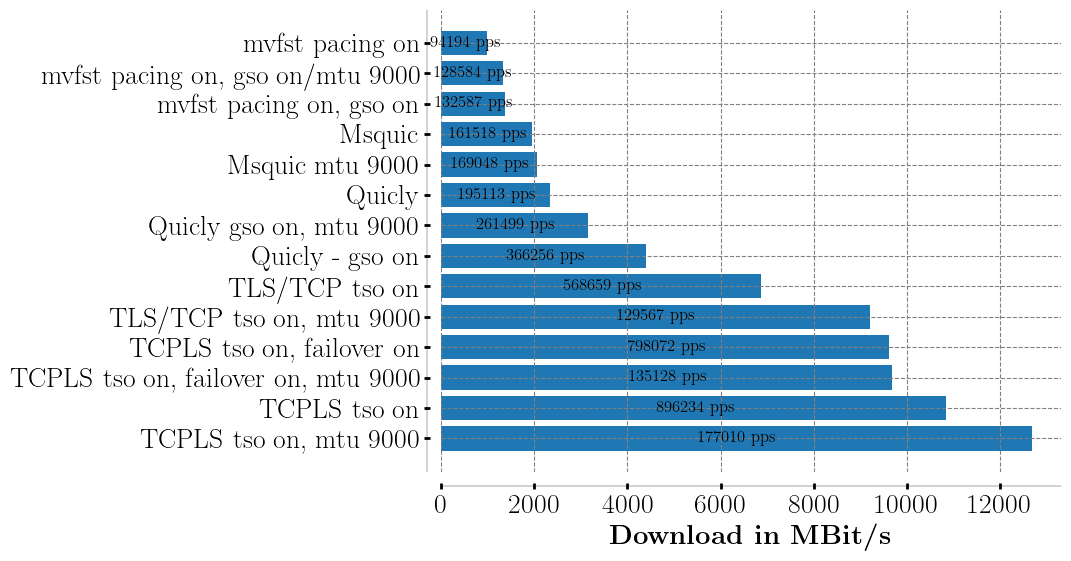 mvfst pacing on 94194 pps
mvfst pacing on, gso on/mtu 9000 128584 pps
mvfst pacing on, gso on 132587 pps
Msquic 161518 pps
Msquic mtu 9000 169048 pps
Quicly 195113 pps
Quicly gso on, mtu 9000 261499 pps
Quicly - gso on 366256 pps
TLS/TCP tso on 568659 pps
TLS/TCP tso on, mtu 9000 129567 pps
TCPLS tso on, failover on 798072 pps
TCPLS tso on, failover on, mtu 9000 135128 pps
TCPLS tso on 896234 pps
TCPLS tso on, mtu 9000 177010 pps
0 2000 4000 6000 8000 10000 12000
Download in MBit/s